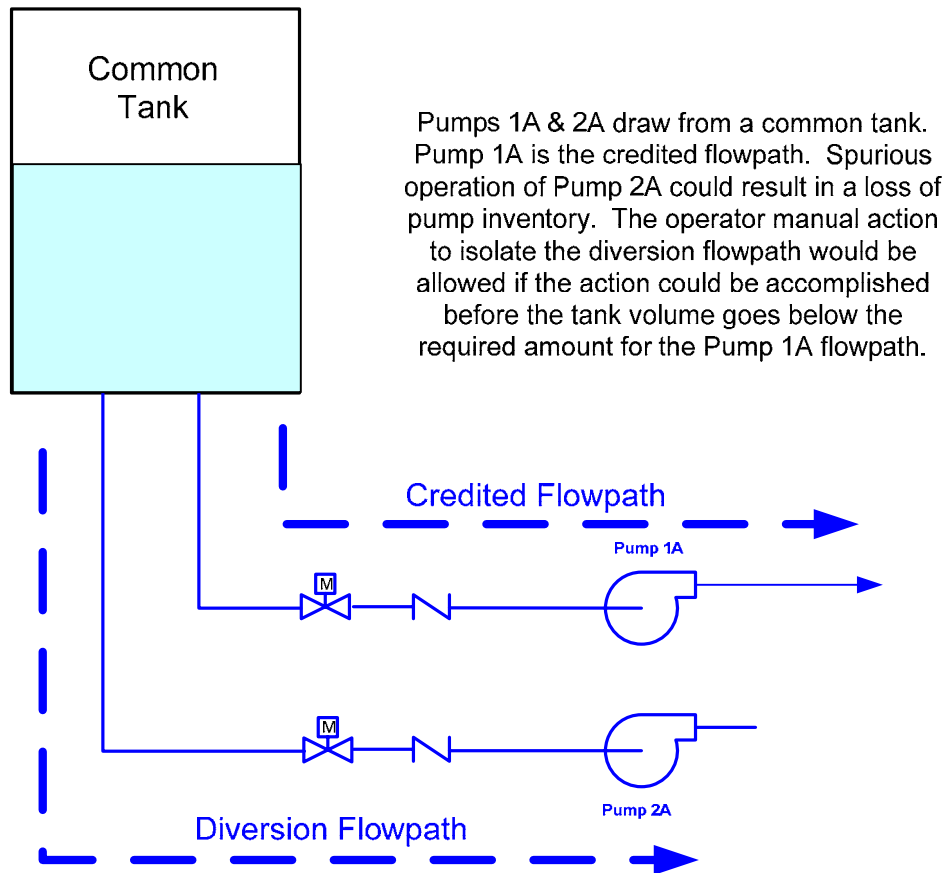 Common
Tank
Pumps 1A & 2A draw from a common tank.
Pump 1A is the credited flowpath.  Spurious
operation of Pump 2A could result in a loss of
pump inventory.  The operator manual action
to isolate the diversion flowpath would be
allowed if the action could be accomplished
before the tank volume goes below the
required amount for the Pump 1A flowpath.
Credited Flowpath
Pump 1A
M
M
Pump 2A
Diversion Flowpath